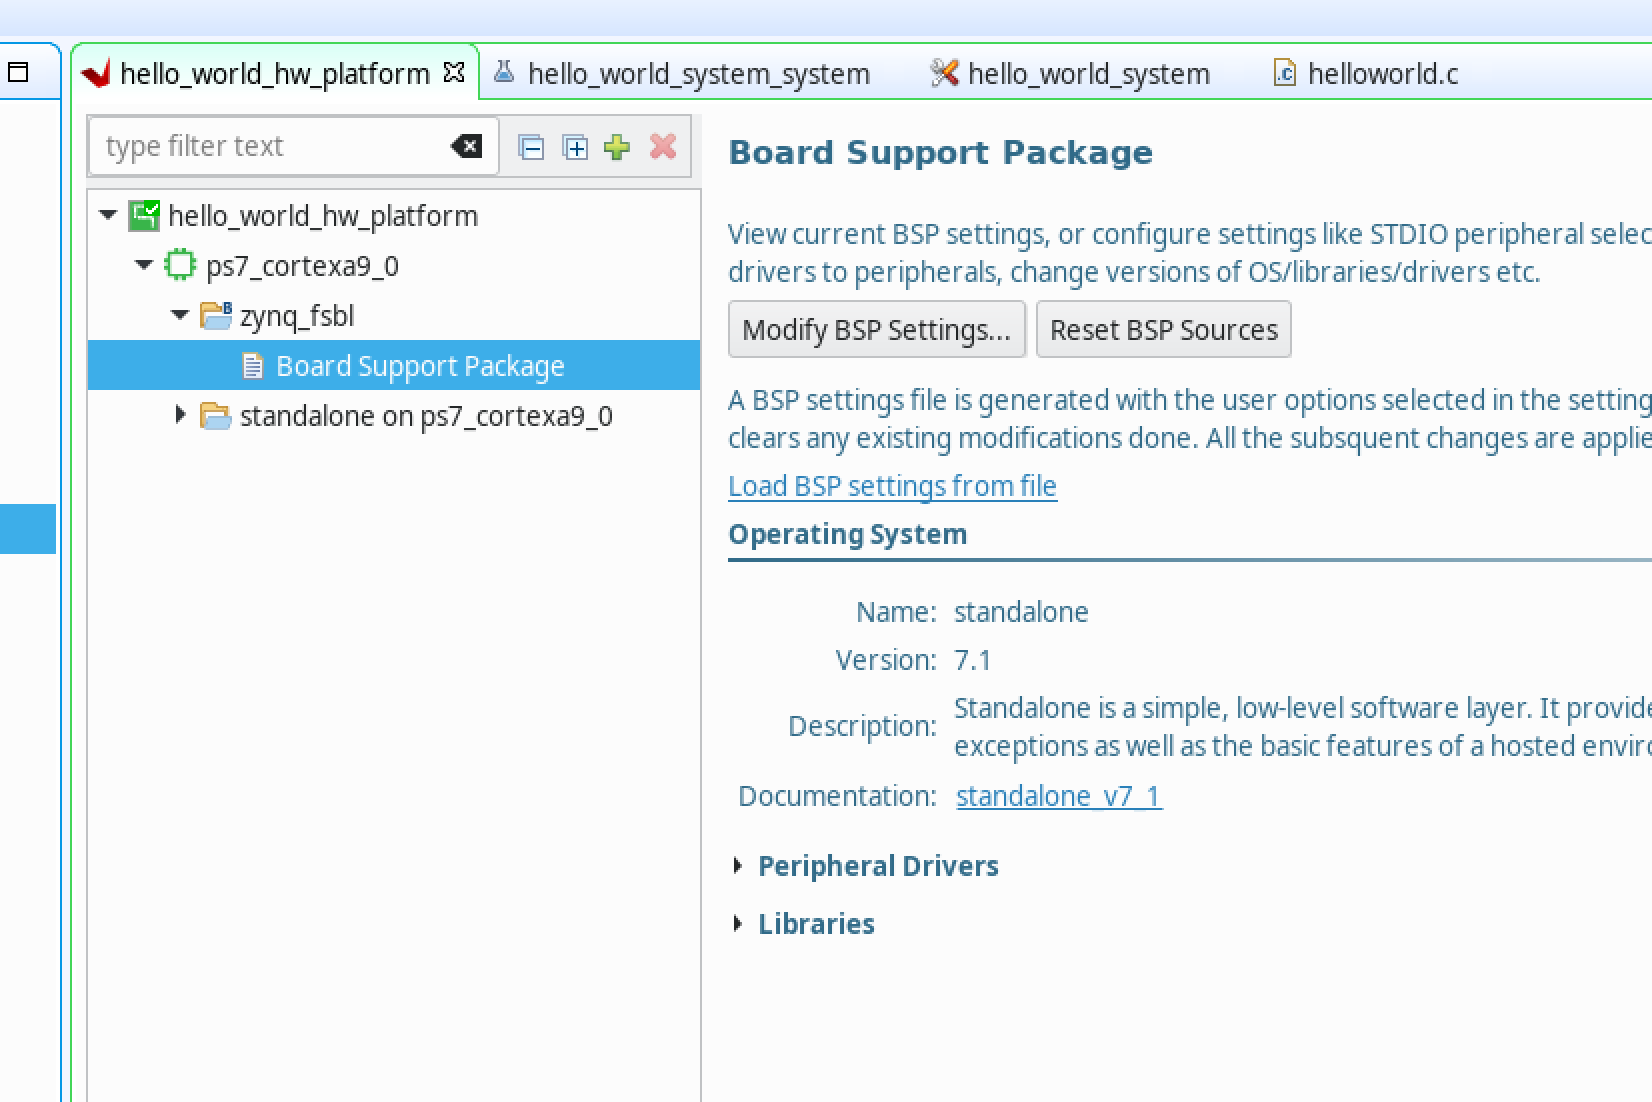 hello_world_hw_platform
hello_world_system_system
hello_world_system
helloworld.c
type filter text
hello_world_hw_platform
ps7_cortexa9_0
zynq_fsbl
Board Support Package
standalone on ps7_cortexa9_0
Board Support Package
View current BSP settings, or configure settings like STDIO peripheral selec
drivers to peripherals, change versions of OS/libraries/drivers etc.
Modify BSP Settings... Reset BSP Sources
A BSP settings file is generated with the user options selected in the setting
clears any existing modifications done. All the subsquent changes are applie
Load BSP settings from file
Operating System
Name: standalone
Version: 7.1
Description: Standalone is a simple, low-level software layer. It provide
exceptions as well as the basic features of a hosted enviro
Documentation: standalone_v7_1
Peripheral Drivers
Libraries